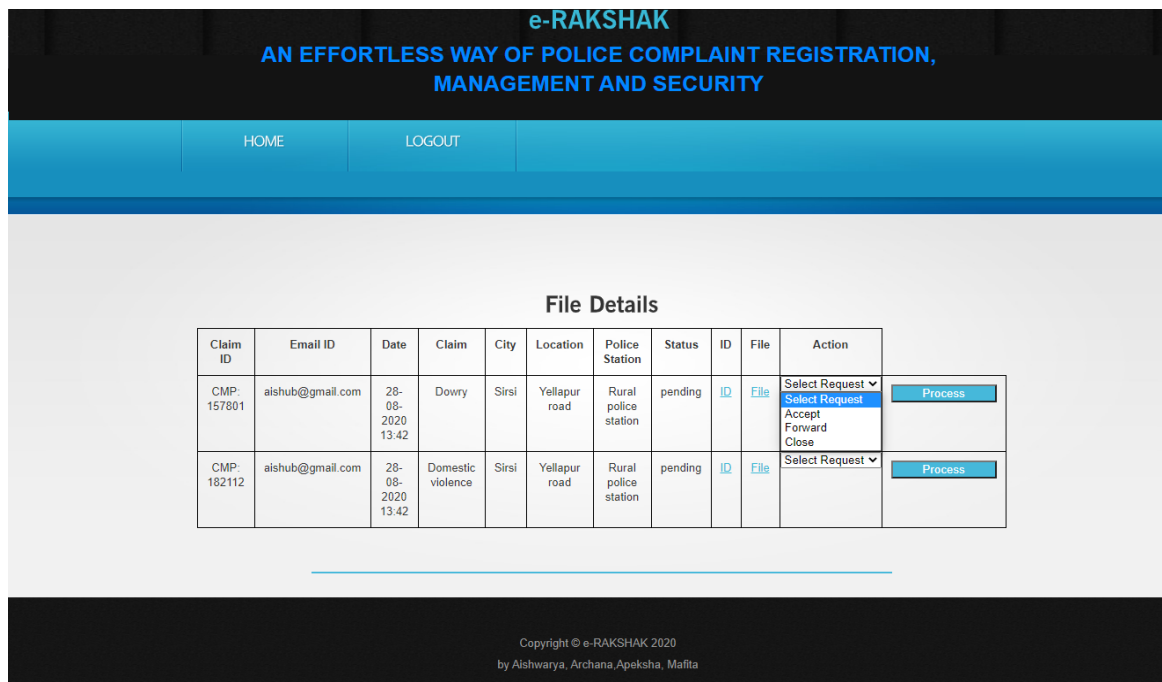 e-RAKSHAK
AN EFFORTLESS WAY OF POLICE COMPLAINT REGISTRATION,
MANAGEMENT AND SECURITY
HOME LOGOUT
File Details
Claim ID Email ID Date Claim City Location Police Station Status ID File Action
CMP: 157801 aishub@gmail.com 28-08-2020 13:42 Dowry Sirsi Yellapur road Rural police station pending ID File Select Request Process
Select Request
Accept
Forward
Close
CMP: 182112 aishub@gmail.com 28-08-2020 13:42 Domestic violence Sirsi Yellapur road Rural police station pending ID File Select Request Process
Copyright © e-RAKSHAK 2020
by Aishwarya, Archana,Apeksha, Mafita